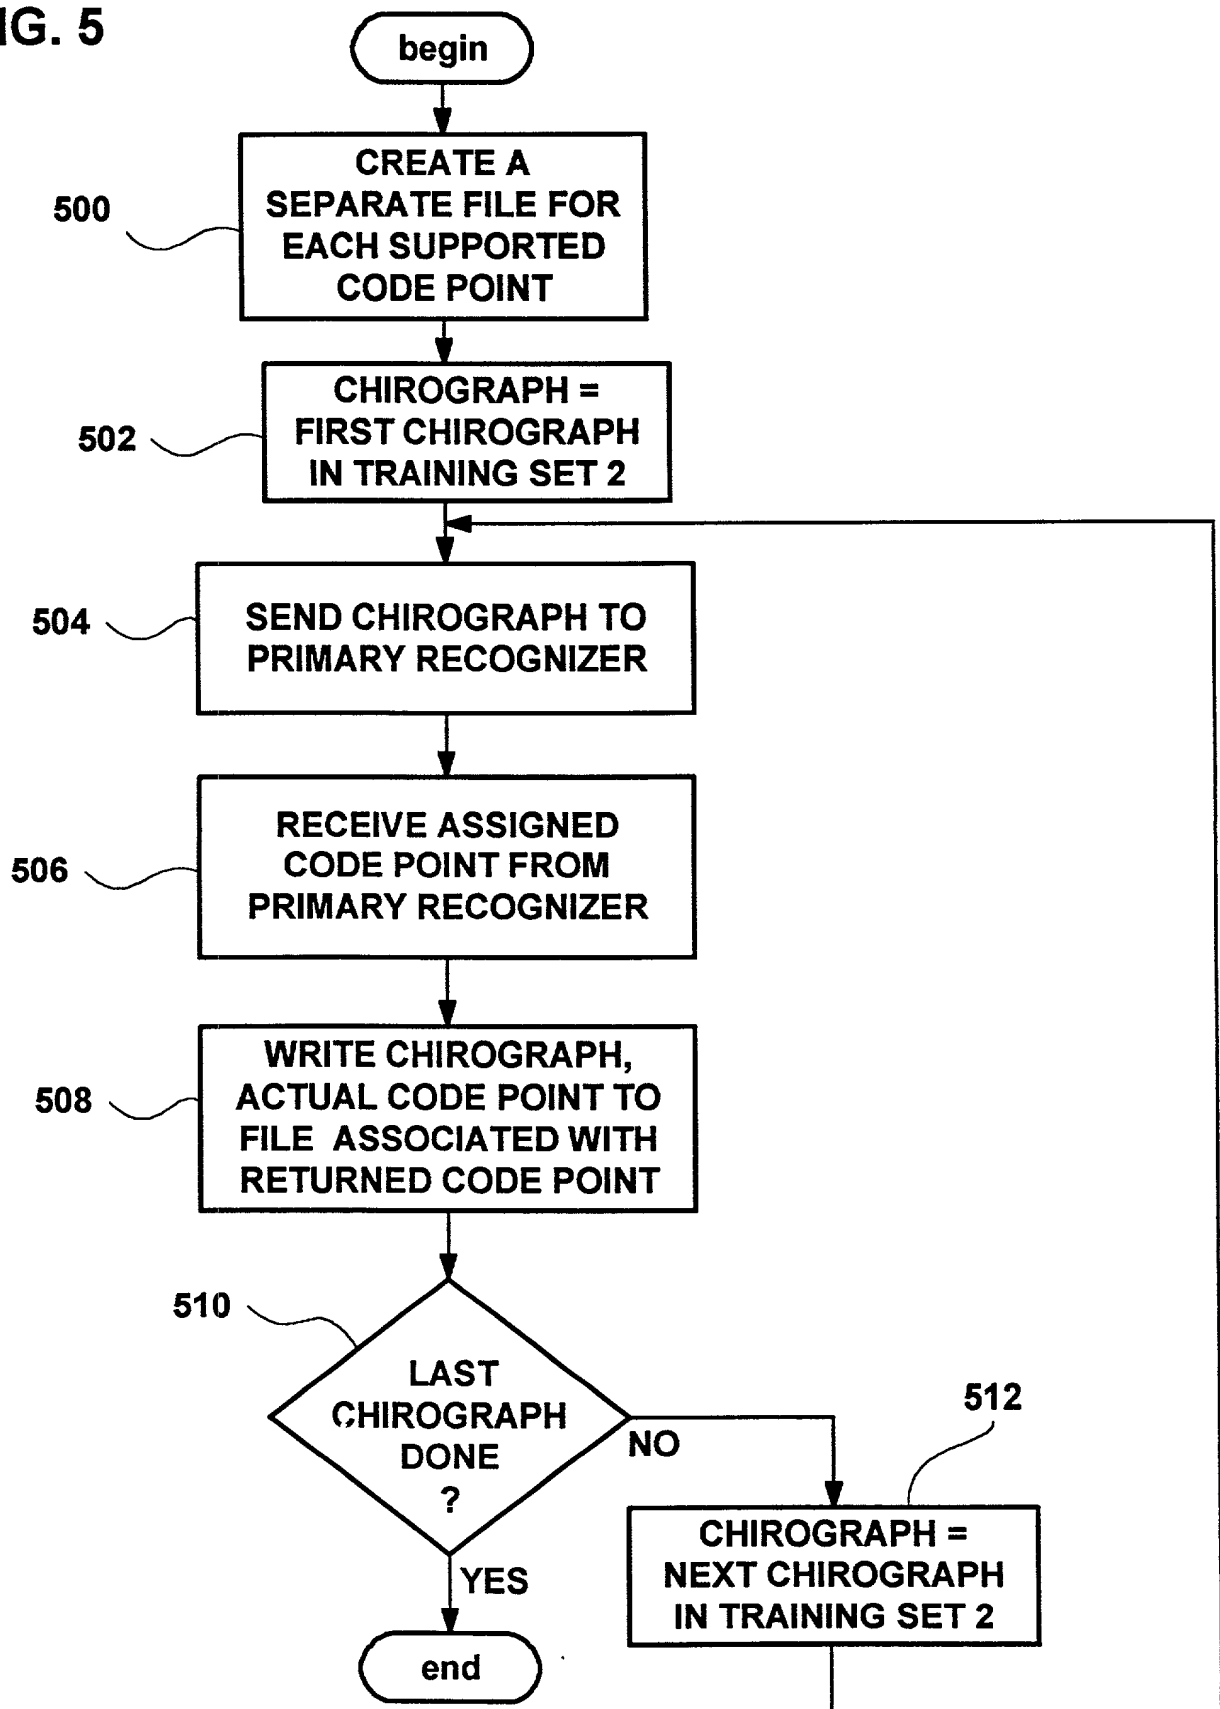 IG. 5
begin
CREATE A
SEPARATE FILE FOR
EACH SUPPORTED
CODE POINT
500
CHIROGRAPH =
FIRST CHIROGRAPH
IN TRAINING SET 2
502
SEND CHIROGRAPH TO
PRIMARY RECOGNIZER
504
RECEIVE ASSIGNED
CODE POINT FROM
PRIMARY RECOGNIZER
506
WRITE CHIROGRAPH,
ACTUAL CODE POINT TO
FILE ASSOCIATED WITH
RETURNED CODE POINT
508
510
LAST
CHIROGRAPH
DONE
?
NO
512
CHIROGRAPH =
NEXT CHIROGRAPH
IN TRAINING SET 2
YES
end